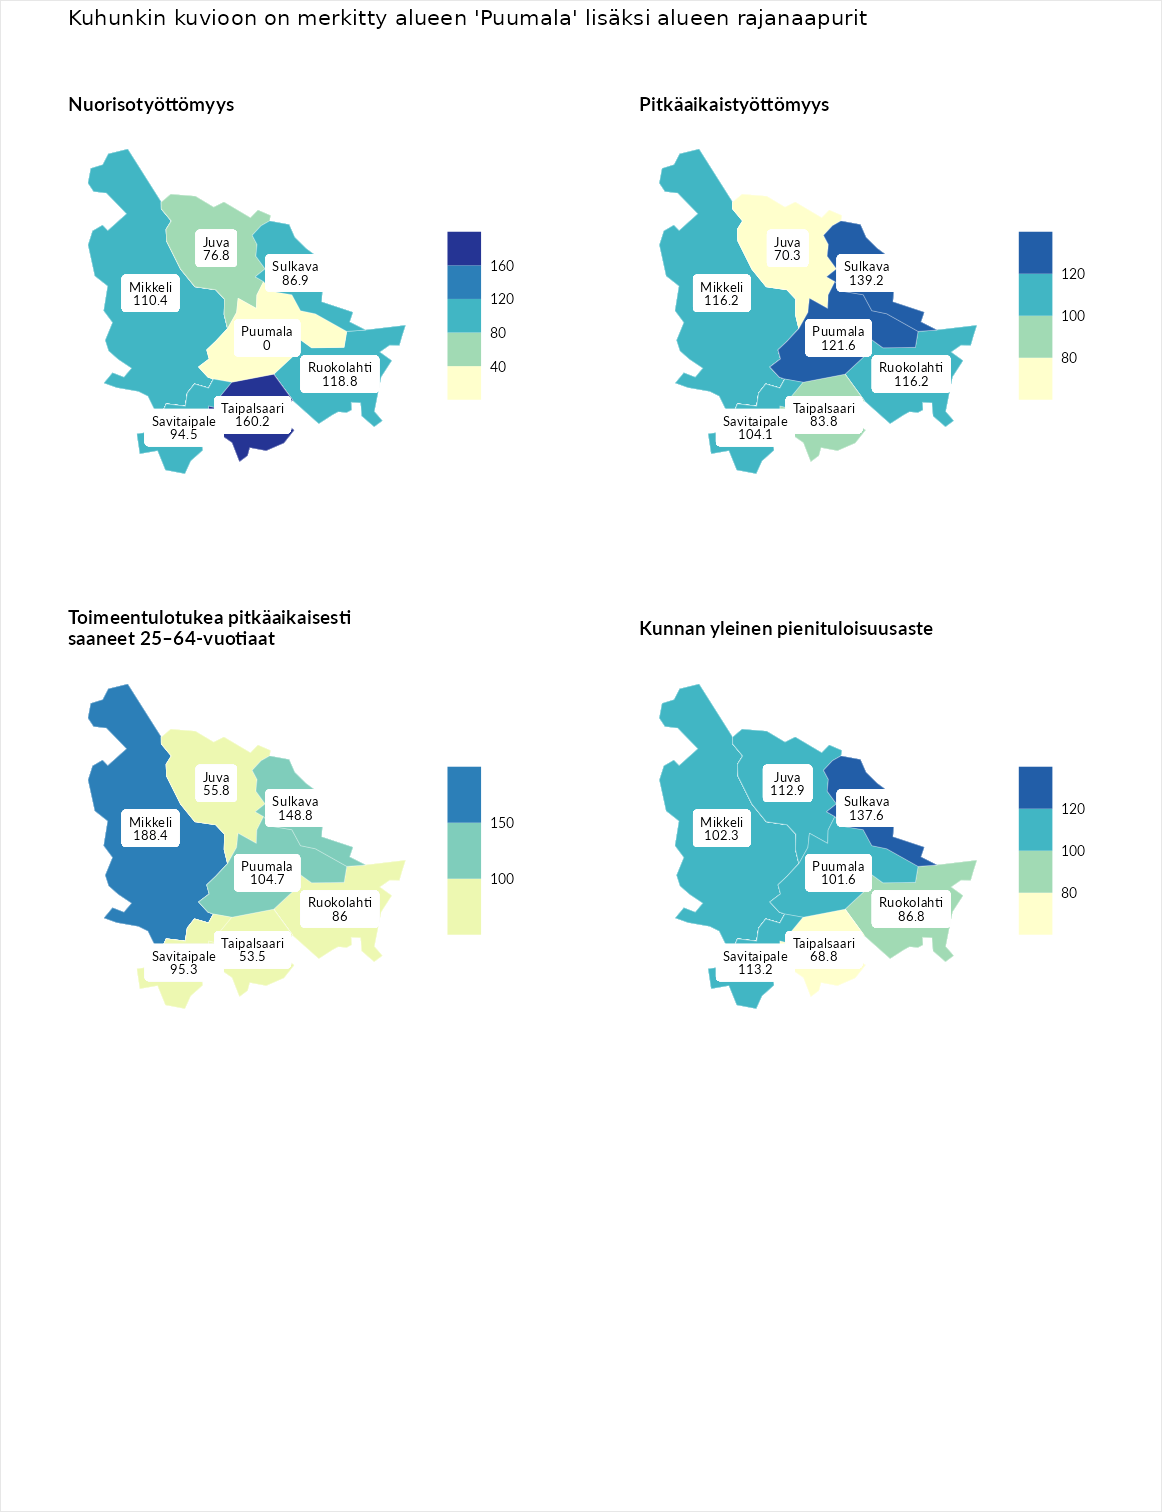 Kuhunkin kuvioon on merkitty alueen 'Puumala' lisäksi alueen rajanaapurit
Nuorisotyöttömyys
Juva
76.8
Sulkava
86.9
Mikkeli
110.4
Puumala
0
Ruokolahti
118.8
Taipalsaari
160.2
Savitaipale
94.5
160
120
80
40
Pitkäaikaistyöttömyys
Juva
70.3
Sulkava
139.2
Mikkeli
116.2
Puumala
121.6
Ruokolahti
116.2
Taipalsaari
83.8
Savitaipale
104.1
120
100
80
Toimeentulotukea pitkäaikaisesti
saaneet 25–64-vuotiaat
Juva
55.8
Sulkava
148.8
Mikkeli
188.4
Puumala
104.7
Ruokolahti
86
Taipalsaari
53.5
Savitaipale
95.3
150
100
Kunnan yleinen pienituloisuusaste
Juva
112.9
Sulkava
137.6
Mikkeli
102.3
Puumala
101.6
Ruokolahti
86.8
Taipalsaari
68.8
Savitaipale
113.2
120
100
80